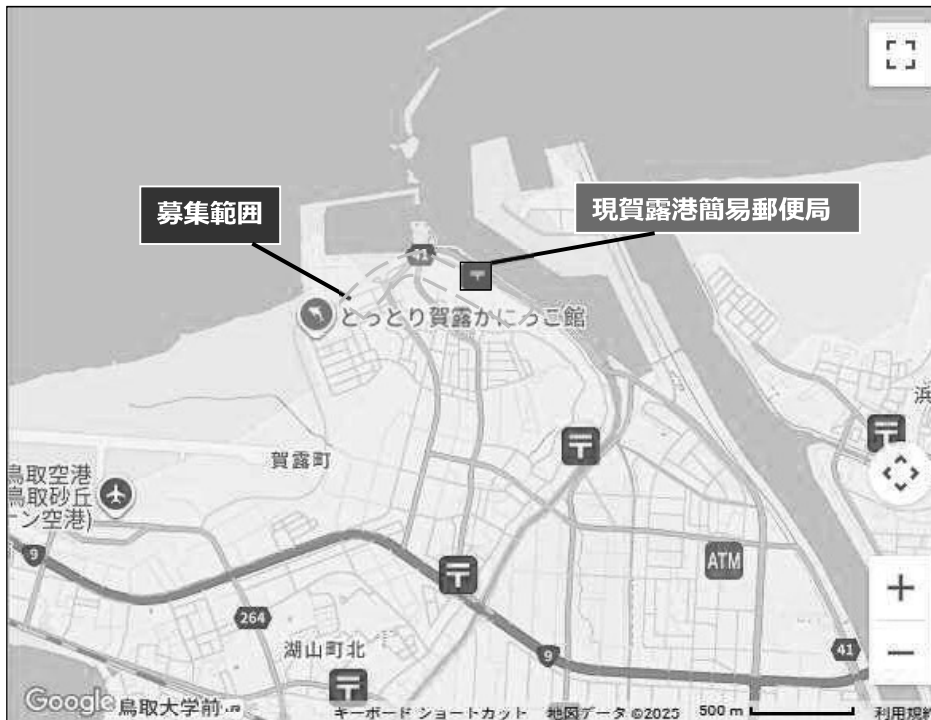 募集範囲
現賀露港簡易郵便局
41
とっとり賀露かにっこ館
浜
賀露町
鳥取空港
鳥取砂丘
ナン空港)
9
ATM
264
湖山町北
9
41
Google
鳥取大学前
キーボード ショートカット
地図データ ©2025
500 m
利用規約